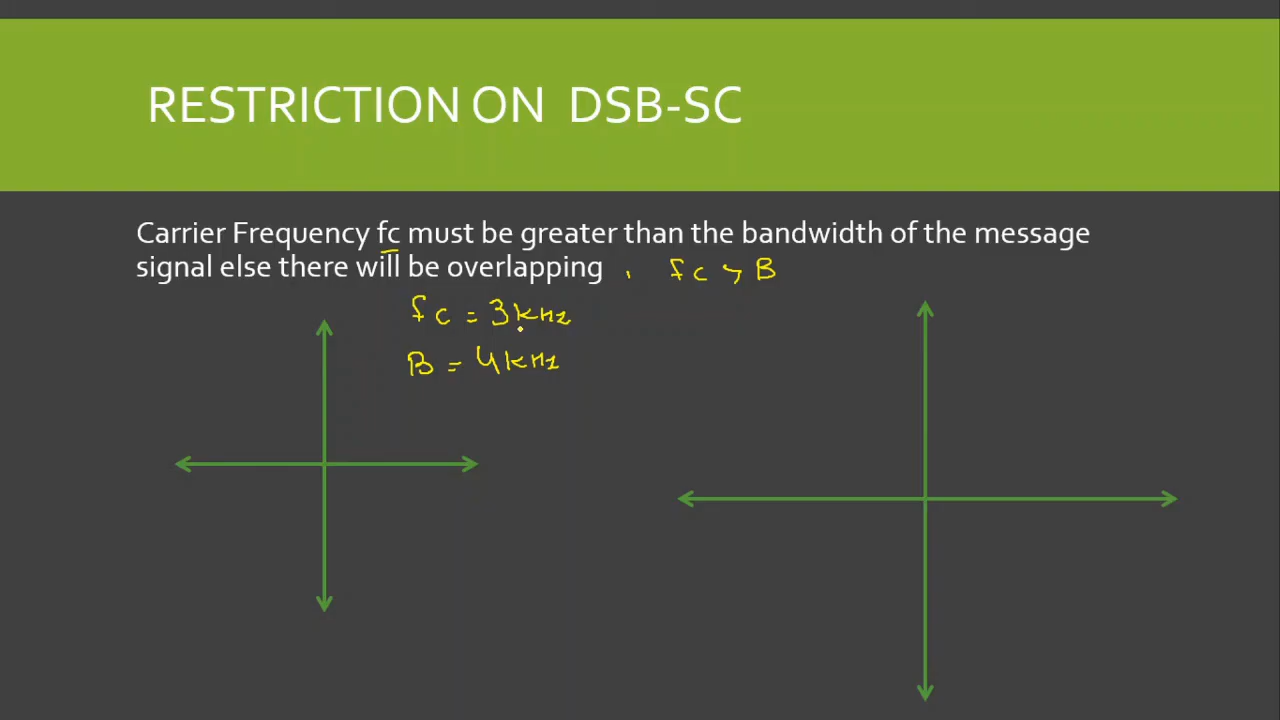 RESTRICTION ON DSB-SC
Carrier Frequency fc must be greater than the bandwidth of the message
signal else there will be overlapping , fc > B
fc = 3kHz
B = 4kHz